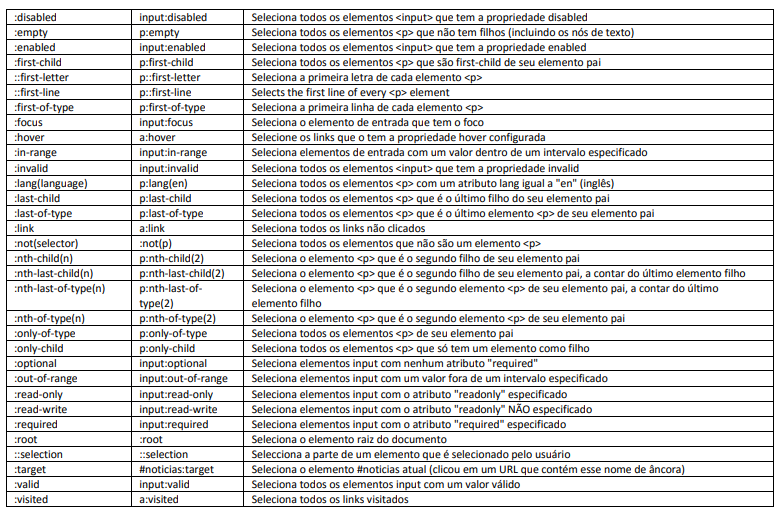 :disabled input:disabled Seleciona todos os elementos <input> que tem a propriedade disabled
:empty p:empty Seleciona todos os elementos <p> que não tem filhos (incluindo os nós de texto)
:enabled input:enabled Seleciona todos os elementos <input> que tem a propriedade enabled
:first-child p:first-child Seleciona todos os elementos <p> que são first-child de seu elemento pai
::first-letter p::first-letter Seleciona a primeira letra de cada elemento <p>
::first-line p::first-line Selects the first line of every <p> element
:first-of-type p:first-of-type Seleciona a primeira linha de cada elemento <p>
:focus input:focus Seleciona o elemento de entrada que tem o foco
:hover a:hover Selecione os links que o tem a propriedade hover configurada
:in-range input:in-range Seleciona elementos de entrada com um valor dentro de um intervalo especificado
:invalid input:invalid Seleciona todos os elementos <input> que tem a propriedade invalid
:lang(language) p:lang(en) Seleciona todos os elementos <p> com um atributo lang igual a "en" (inglês)
:last-child p:last-child Seleciona todos os elementos <p> que é o último filho do seu elemento pai
:last-of-type p:last-of-type Seleciona todos os elementos <p> que é o último elemento <p> de seu elemento pai
:link a:link Seleciona todos os links não clicados
:not(selector) :not(p) Seleciona todos os elementos que não são um elemento <p>
:nth-child(n) p:nth-child(2) Seleciona o elemento <p> que é o segundo filho de seu elemento pai
:nth-last-child(n) p:nth-last-child(2) Seleciona o elemento <p> que é o segundo filho de seu elemento pai, a contar do último elemento filho
:nth-last-of-type(n) p:nth-last-of- Seleciona o elemento <p> que é o segundo elemento <p> de seu elemento pai, a contar do último
type(2) elemento filho
:nth-of-type(n) p:nth-of-type(2) Seleciona o elemento <p> que é o segundo elemento <p> de seu elemento pai
:only-of-type p:only-of-type Seleciona todos os elementos <p> de seu elemento pai
:only-child p:only-child Seleciona todos os elementos <p> que só tem um elemento como filho
:optional input:optional Seleciona elementos input com nenhum atributo "required"
:out-of-range input:out-of-range Seleciona elementos input com um valor fora de um intervalo especificado
:read-only input:read-only Seleciona elementos input com o atributo "readonly" especificado
:read-write input:read-write Seleciona elementos input com o atributo "readonly" NÃO especificado
:required input:required Seleciona elementos input com o atributo "required" especificado
:root :root Seleciona o elemento raiz do documento
::selection ::selection Selecciona a parte de um elemento que é selecionado pelo usuário
:target #noticias:target Seleciona o elemento #noticias atual (clicou em um URL que contém esse nome de âncora)
:valid input:valid Seleciona todos os elementos input com um valor válido
:visited a:visited Seleciona todos os links visitados